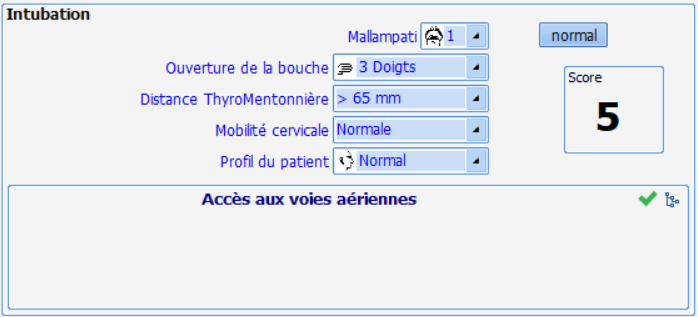 Intubation
Mallampati 1 normal
Ouverture de la bouche 3 Doigts
Score
5
Distance ThyroMentonnière > 65 mm
Mobilité cervicale Normale
Profil du patient Normal
Accès aux voies aériennes